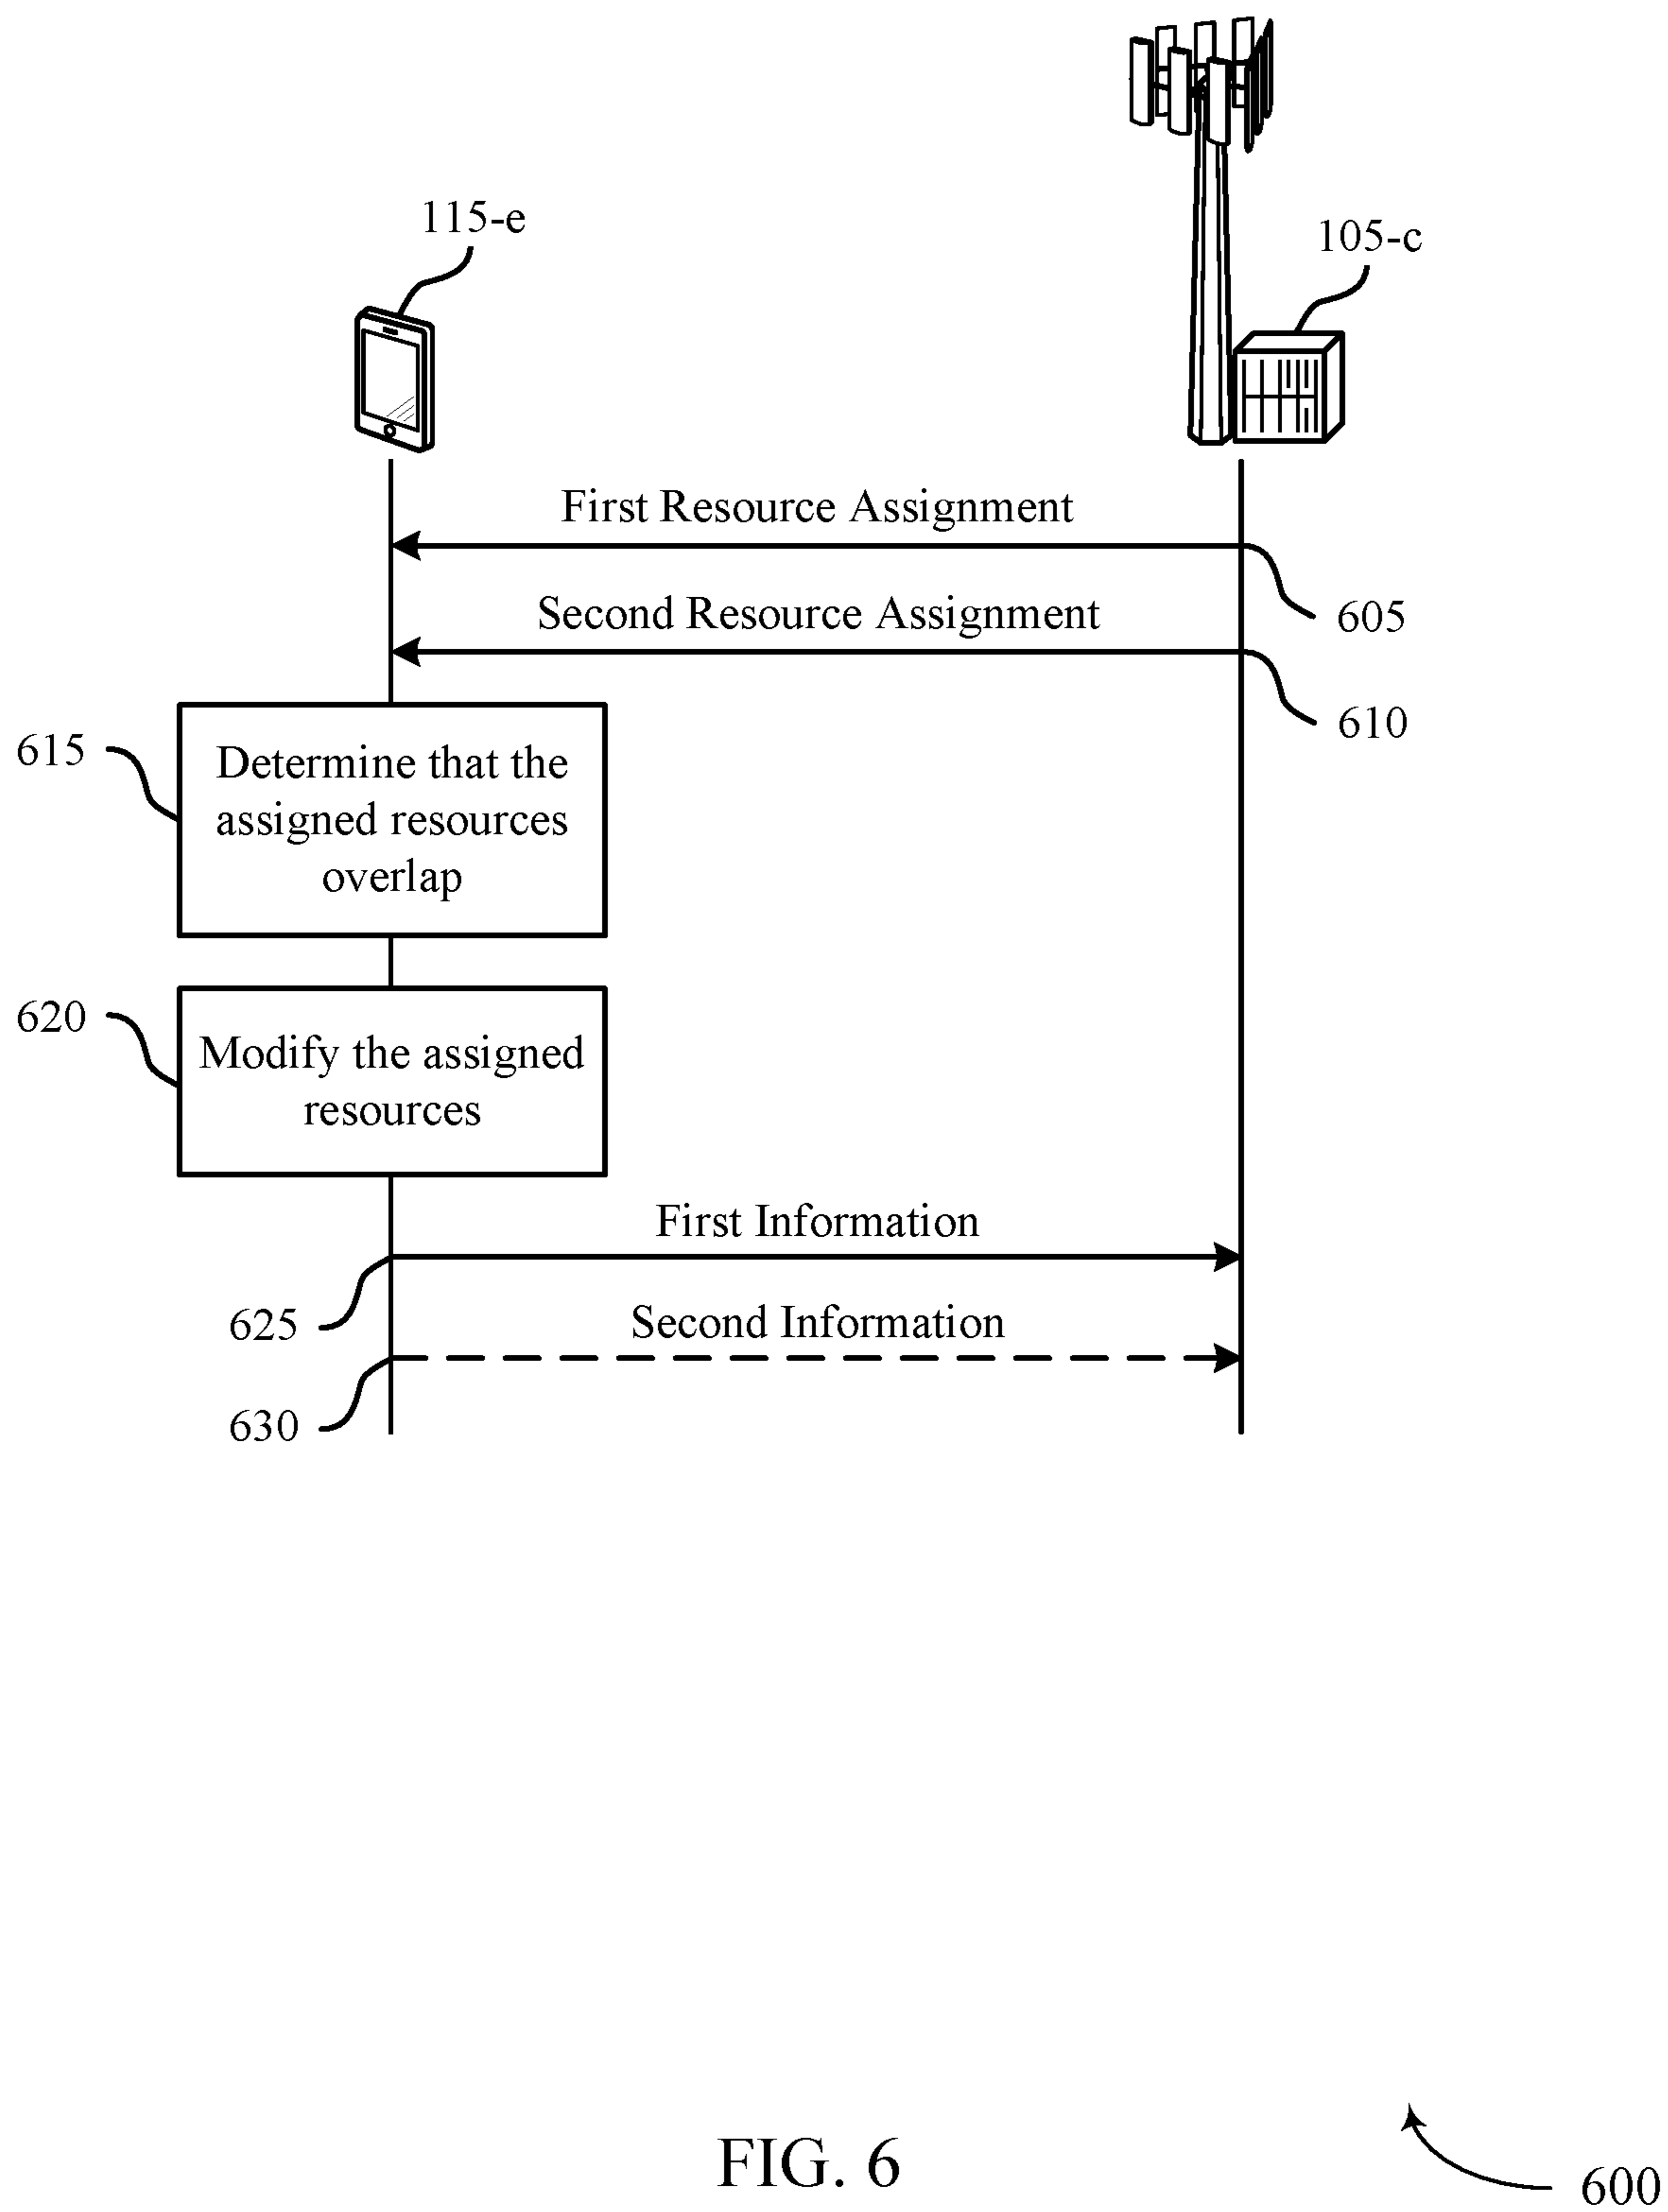 115-e
105-c
First Resource Assignment
605
Second Resource Assignment
610
615
Determine that the
assigned resources
overlap
620
Modify the assigned
resources
First Information
625
Second Information
630
FIG. 6
600